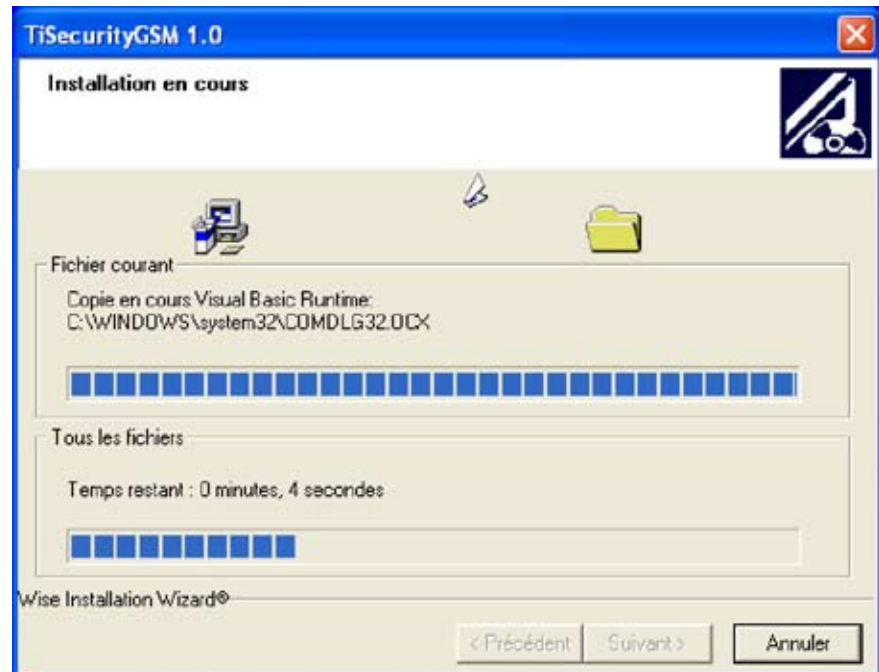 TiSecurityGSM 1.0
Installation en cours
Fichier courant
Copie en cours Visual Basic Runtime:
C:\WINDOWS\system32\COMDLG32.OCX
Tous les fichiers
Temps restant : 0 minutes, 4 secondes
Wise Installation Wizard®
< Précédent
Suivant >
Annuler